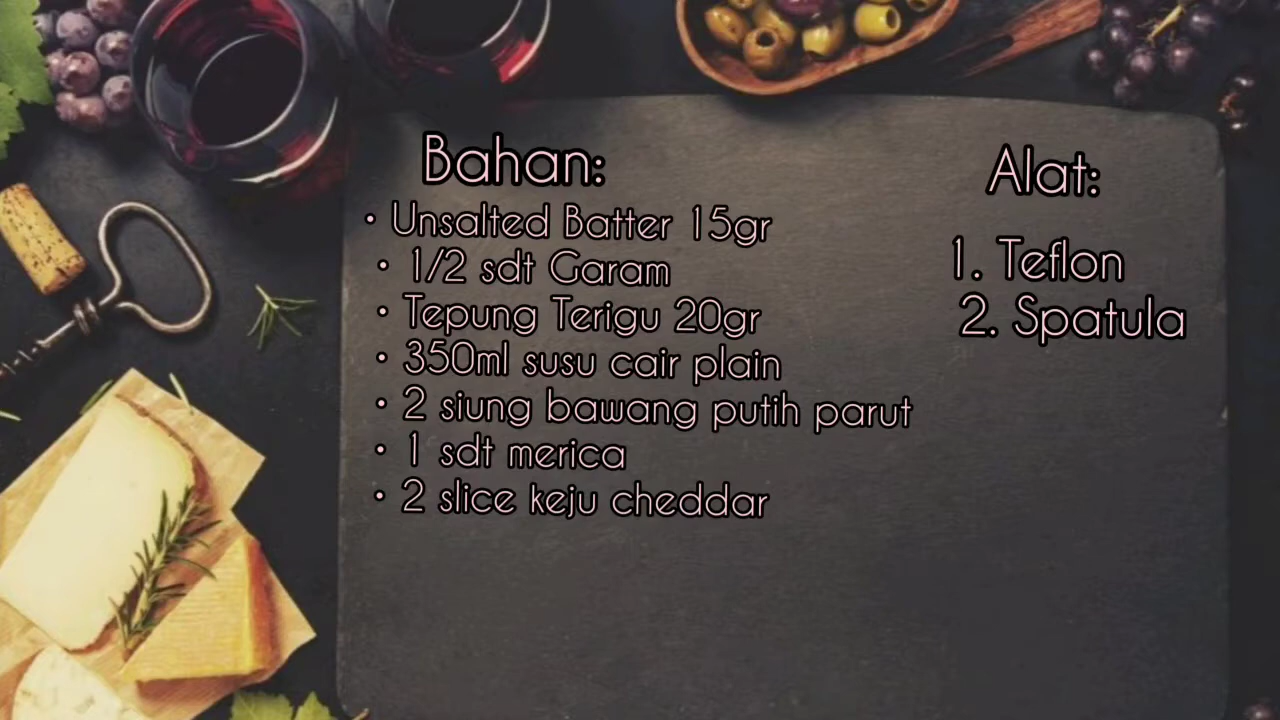 Bahan:
• Unsalted Batter 15gr
• 1/2 sdt Garam
• Tepung Terigu 20gr
• 350ml susu cair plain
• 2 siung bawang putih parut
• 1 sdt merica
• 2 slice keju cheddar
Alat:
1. Teflon
2. Spatula